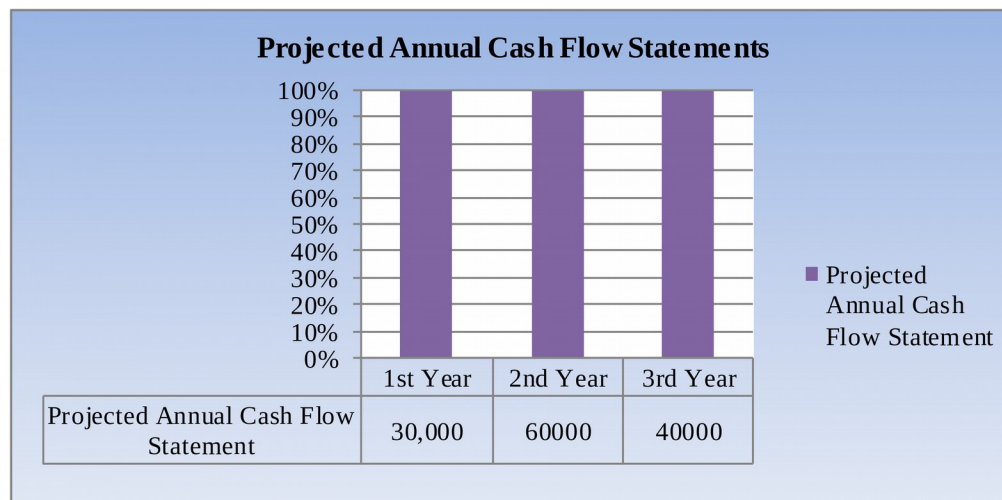 Projected Annual Cash Flow Statements
100%
90%
80%
70%
60%
50%
40%
30%
20%
10%
0%
Projected
Annual Cash
Flow Statement
1st Year 2nd Year 3rd Year
Projected Annual Cash Flow
Statement
30,000 60000 40000